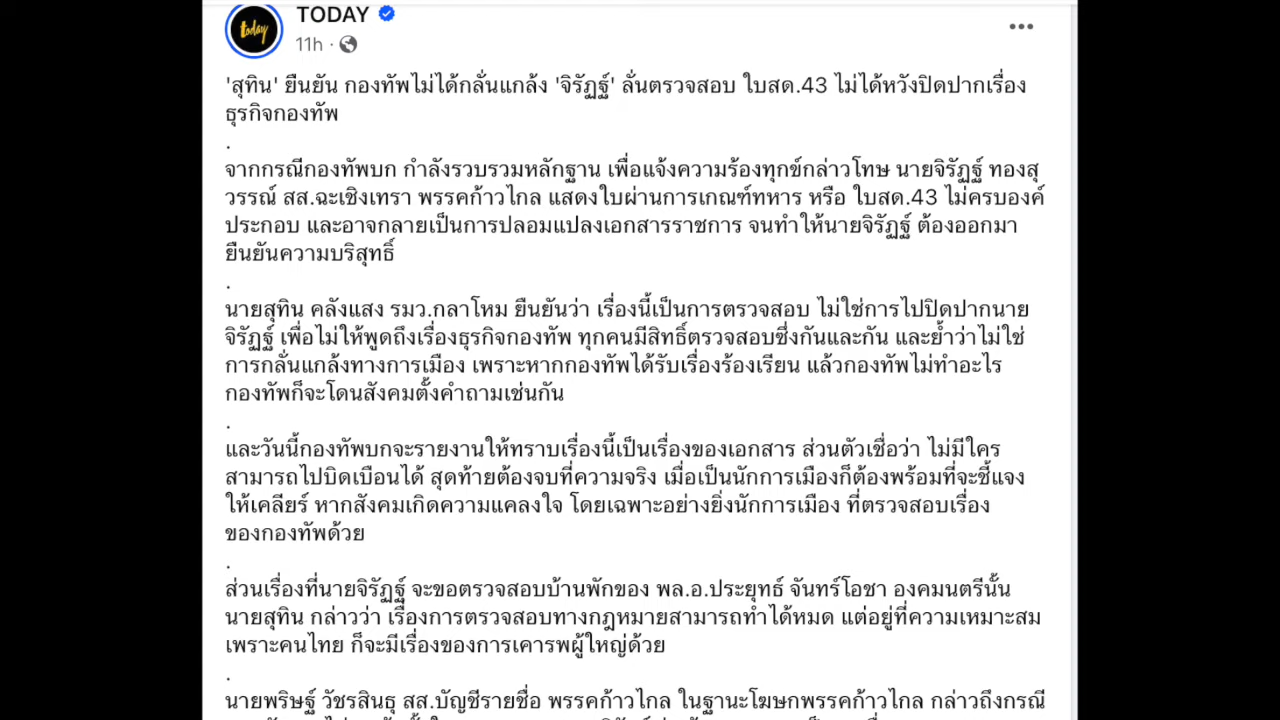 today
TODAY
11h ·
'สุทิน' ยืนยัน กองทัพไม่ได้กลั่นแกล้ง 'จิรัฏฐ์' ลั่นตรวจสอบ ใบสด.43 ไม่ได้หวังปิดปากเรื่อง
ธุรกิจกองทัพ
.
จากกรณีกองทัพบก กำลังรวบรวมหลักฐาน เพื่อแจ้งความร้องทุกข์กล่าวโทษ นายจิรัฏฐ์ ทองสุ
วรรณ์ สส.ฉะเชิงเทรา พรรคก้าวไกล แสดงใบผ่านการเกณฑ์ทหาร หรือ ใบสด.43 ไม่ครบองค์
ประกอบ และอาจกลายเป็นการปลอมแปลงเอกสารราชการ จนทำให้นายจิรัฏฐ์ ต้องออกมา
ยืนยันความบริสุทธิ์
.
นายสุทิน คลังแสง รมว.กลาโหม ยืนยันว่า เรื่องนี้เป็นการตรวจสอบ ไม่ใช่การไปปิดปากนาย
จิรัฏฐ์ เพื่อไม่ให้พูดถึงเรื่องธุรกิจกองทัพ ทุกคนมีสิทธิ์ตรวจสอบซึ่งกันและกัน และย้ำว่าไม่ใช่
การกลั่นแกล้งทางการเมือง เพราะหากกองทัพได้รับเรื่องร้องเรียน แล้วกองทัพไม่ทำอะไร
กองทัพก็จะโดนสังคมตั้งคำถามเช่นกัน
.
และวันนี้กองทัพบกจะรายงานให้ทราบเรื่องนี้เป็นเรื่องของเอกสาร ส่วนตัวเชื่อว่า ไม่มีใคร
สามารถไปบิดเบือนได้ สุดท้ายต้องจบที่ความจริง เมื่อเป็นนักการเมืองก็ต้องพร้อมที่จะชี้แจง
ให้เคลียร์ หากสังคมเกิดความแคลงใจ โดยเฉพาะอย่างยิ่งนักการเมือง ที่ตรวจสอบเรื่อง
ของกองทัพด้วย
.
ส่วนเรื่องที่นายจิรัฏฐ์ จะขอตรวจสอบบ้านพักของ พล.อ.ประยุทธ์ จันทร์โอชา องคมนตรีนั้น
นายสุทิน กล่าวว่า เรื่องการตรวจสอบทางกฎหมายสามารถทำได้หมด แต่อยู่ที่ความเหมาะสม
เพราะคนไทย ก็จะมีเรื่องของการเคารพผู้ใหญ่ด้วย
.
นายพริษฐ์ วัชรสินธุ สส.บัญชีรายชื่อ พรรคก้าวไกล ในฐานะโฆษกพรรคก้าวไกล กล่าวถึงกรณี